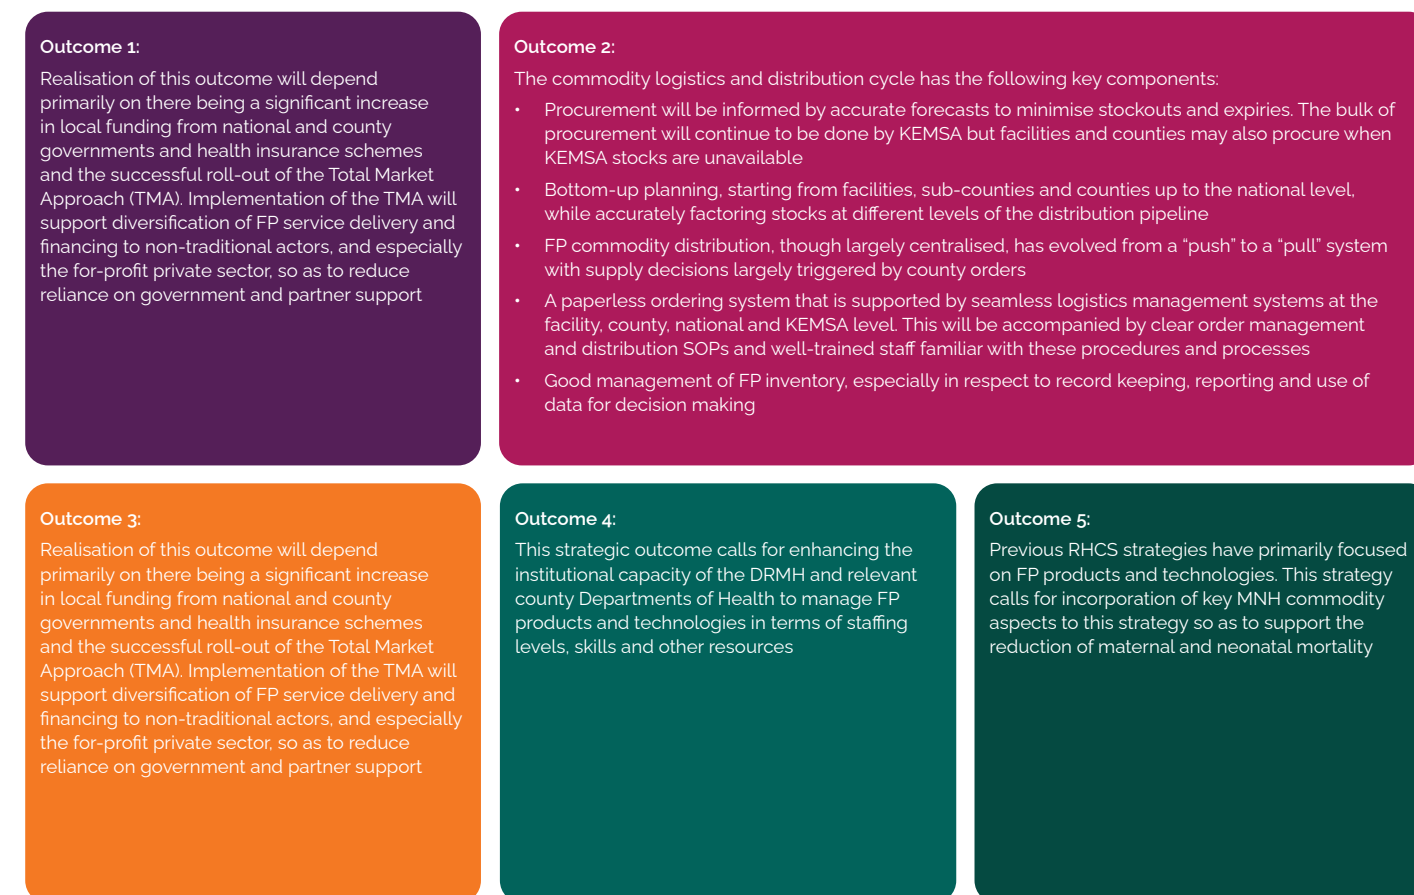 Outcome 1:
Realisation of this outcome will depend
primarily on there being a significant increase
in local funding from national and county
governments and health insurance schemes
and the successful roll-out of the Total Market
Approach (TMA). Implementation of the TMA will
support diversification of FP service delivery and
financing to non-traditional actors, and especially
the for-profit private sector, so as to reduce
reliance on government and partner support
Outcome 2:
The commodity logistics and distribution cycle has the following key components:
• Procurement will be informed by accurate forecasts to minimise stockouts and expiries. The bulk of
procurement will continue to be done by KEMSA but facilities and counties may also procure when
KEMSA stocks are unavailable
• Bottom-up planning, starting from facilities, sub-counties and counties up to the national level,
while accurately factoring stocks at different levels of the distribution pipeline
• FP commodity distribution, though largely centralised, has evolved from a “push” to a “pull” system
with supply decisions largely triggered by county orders
• A paperless ordering system that is supported by seamless logistics management systems at the
facility, county, national and KEMSA level. This will be accompanied by clear order management
and distribution SOPs and well-trained staff familiar with these procedures and processes
• Good management of FP inventory, especially in respect to record keeping, reporting and use of
data for decision making
Outcome 3:
Realisation of this outcome will depend
primarily on there being a significant increase
in local funding from national and county
governments and health insurance schemes
and the successful roll-out of the Total Market
Approach (TMA). Implementation of the TMA will
support diversification of FP service delivery and
financing to non-traditional actors, and especially
the for-profit private sector, so as to reduce
reliance on government and partner support
Outcome 4:
This strategic outcome calls for enhancing the
institutional capacity of the DRMH and relevant
county Departments of Health to manage FP
products and technologies in terms of staffing
levels, skills and other resources
Outcome 5:
Previous RHCS strategies have primarily focused
on FP products and technologies. This strategy
calls for incorporation of key MNH commodity
aspects to this strategy so as to support the
reduction of maternal and neonatal mortality